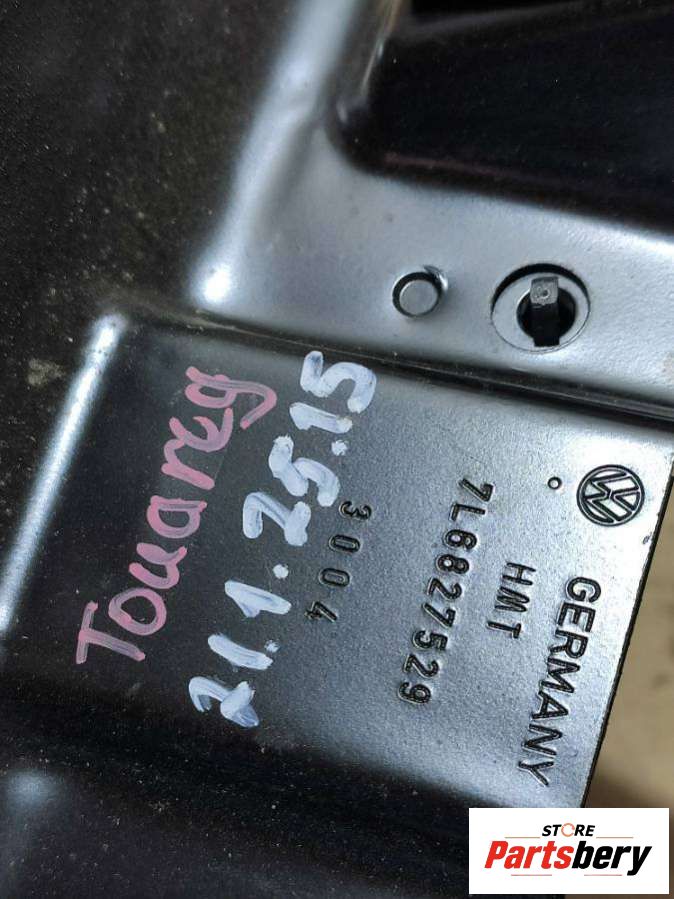 Touareg
21.1.25.15
GERMANY
HMT
7L6827529
3004
STORE
Partsbery